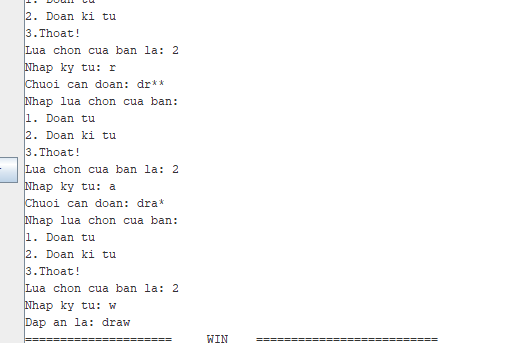 1. Doan tu
2. Doan ki tu
3.Thoat!
Lua chon cua ban la: 2
Nhap ky tu: r
Chuoi can doan: dr**
Nhap lua chon cua ban:
1. Doan tu
2. Doan ki tu
3.Thoat!
Lua chon cua ban la: 2
Nhap ky tu: a
Chuoi can doan: dra*
Nhap lua chon cua ban:
1. Doan tu
2. Doan ki tu
3.Thoat!
Lua chon cua ban la: 2
Nhap ky tu: w
Dap an la: draw
===================== WIN ==========================